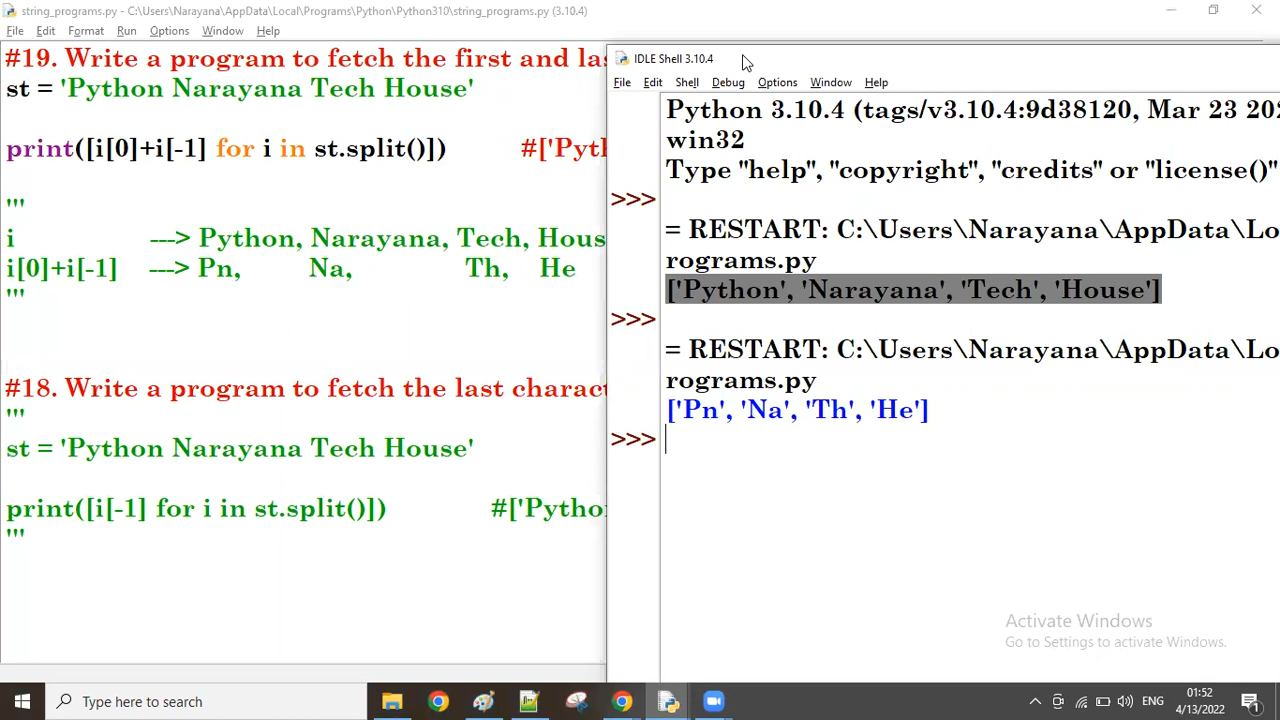 string_programs.py - C:\Users\Narayana\AppData\Local\Programs\Python\Python310\string_programs.py (3.10.4)
File Edit Format Run Options Window Help
#19. Write a program to fetch the first and las
st = 'Python Narayana Tech House'
print([i[0]+i[-1] for i in st.split()]) #['Pyth
'''
i ---> Python, Narayana, Tech, Hous
i[0]+i[-1] ---> Pn, Na, Th, He
'''
#18. Write a program to fetch the last charact
'''
st = 'Python Narayana Tech House'
print([i[-1] for i in st.split()]) #['Pytho
'''
IDLE Shell 3.10.4
File Edit Shell Debug Options Window Help
Python 3.10.4 (tags/v3.10.4:9d38120, Mar 23 202
win32
Type "help", "copyright", "credits" or "license()"
>>>
= RESTART: C:\Users\Narayana\AppData\Lo
rograms.py
['Python', 'Narayana', 'Tech', 'House']
>>>
= RESTART: C:\Users\Narayana\AppData\Lo
rograms.py
['Pn', 'Na', 'Th', 'He']
>>>
Activate Windows
Go to Settings to activate Windows.
Type here to search
ENG
01:52
4/13/2022
1